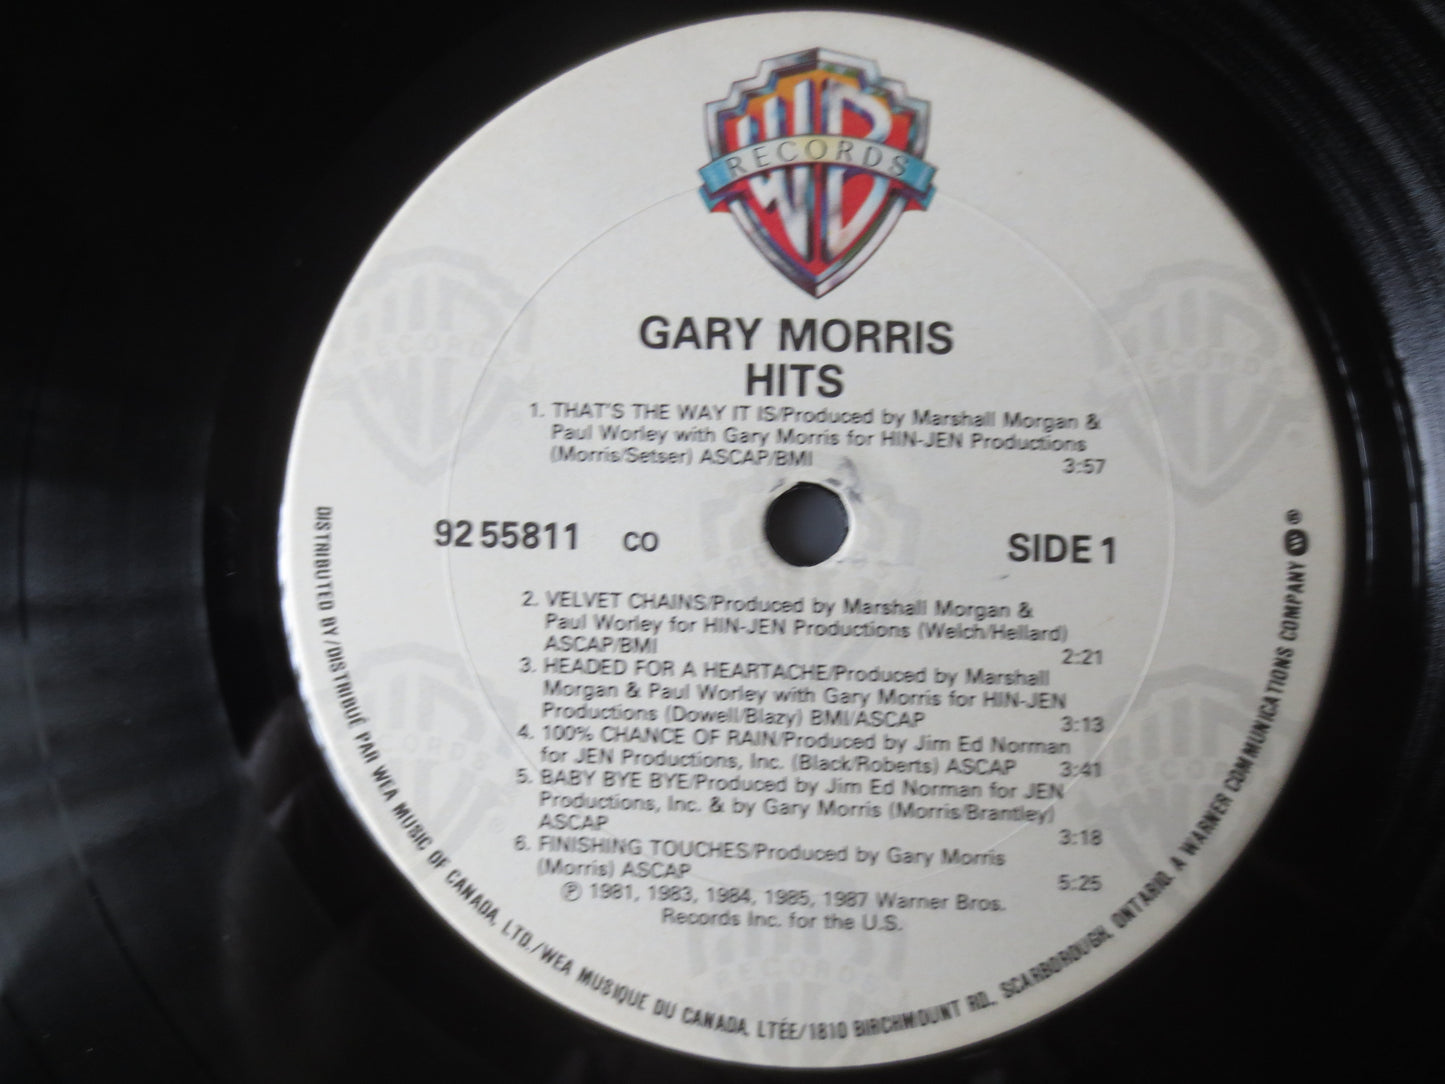 WB
RECORDS
GARY MORRIS
HITS
1. THAT'S THE WAY IT IS/Produced by Marshall Morgan &
Paul Worley with Gary Morris for HIN-JEN Productions
(Morris/Setser) ASCAP/BMI 3:57
92 55811 CO SIDE 1
2. VELVET CHAINS/Produced by Marshall Morgan &
Paul Worley for HIN-JEN Productions (Welch/Hellard)
ASCAP/BMI 2:21
3. HEADED FOR A HEARTACHE/Produced by Marshall
Morgan & Paul Worley with Gary Morris for HIN-JEN
Productions (Dowell/Blazy) BMI/ASCAP 3:13
4. 100% CHANCE OF RAIN/Produced by Jim Ed Norman
for JEN Productions, Inc. (Black/Roberts) ASCAP 3:41
5. BABY BYE BYE/Produced by Jim Ed Norman for JEN
Productions, Inc. & by Gary Morris (Morris/Brantley)
ASCAP 3:18
6. FINISHING TOUCHES/Produced by Gary Morris
(Morris) ASCAP 5:25
℗ 1981, 1983, 1984, 1985, 1987 Warner Bros.
Records Inc. for the U.S.
DISTRIBUTED BY/DISTRIBUÉ PAR WEA MUSIC OF CANADA, LTD./WEA MUSIQUE DU CANADA, LTÉE/1810 BIRCHMOUNT RD., SCARBOROUGH, ONTARIO. A WARNER COMMUNICATIONS COMPANY ®